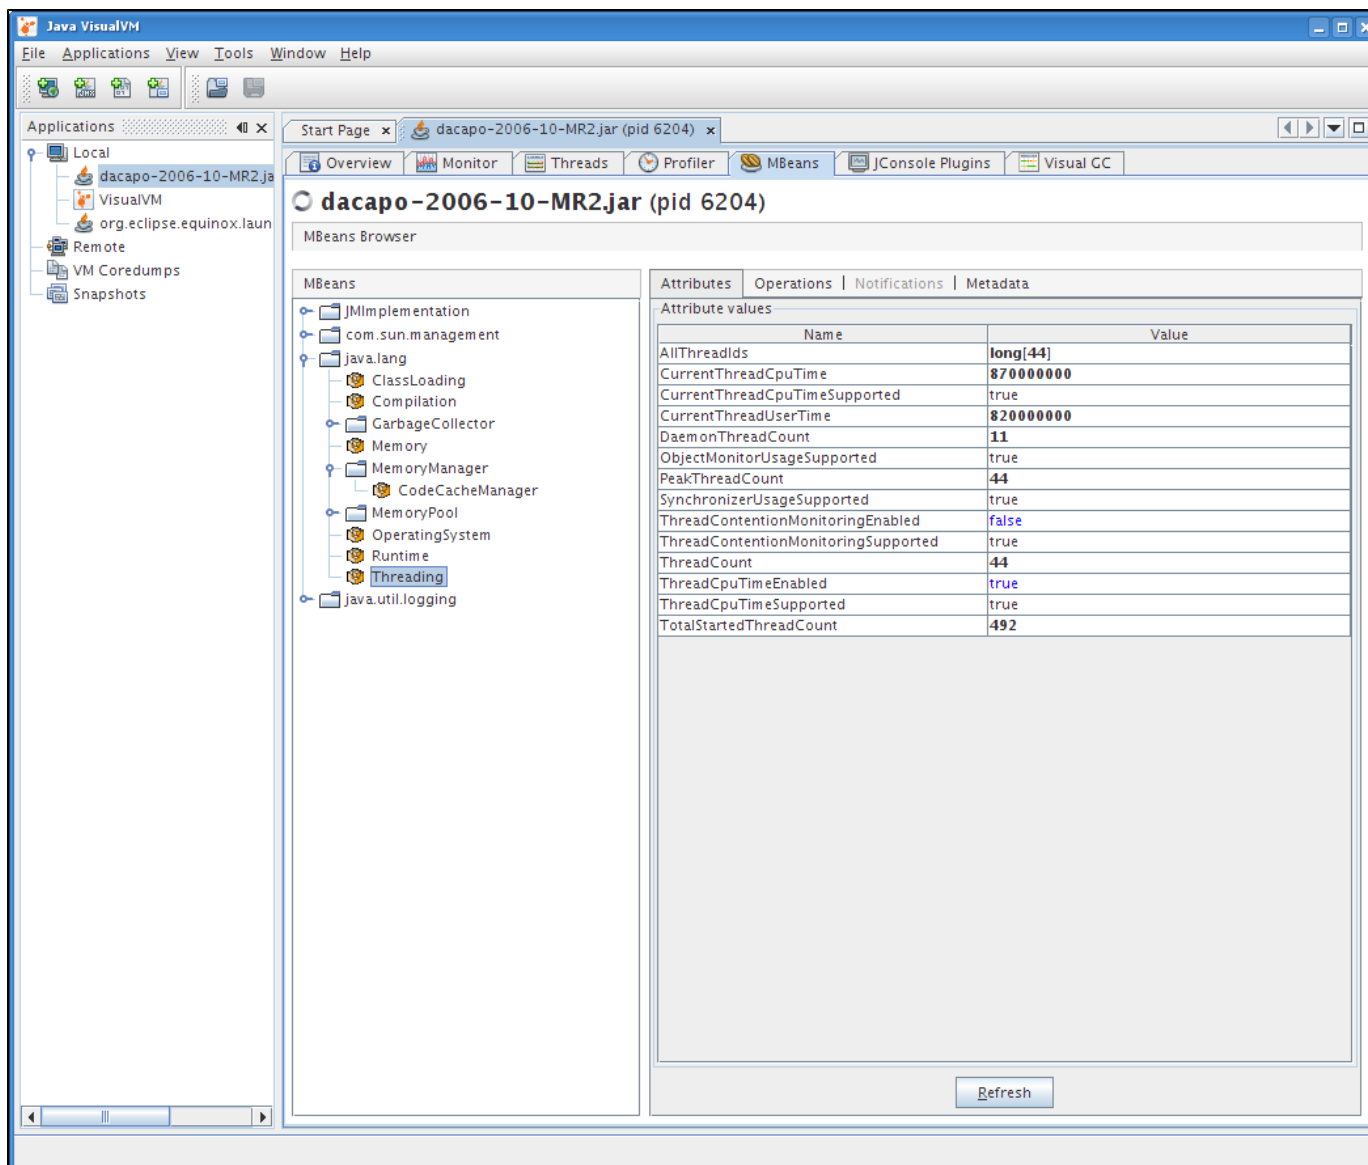 Java VisualVM
File Applications View Tools Window Help
Applications
Start Page dacapo-2006-10-MR2.jar (pid 6204)
Local
dacapo-2006-10-MR2.ja
VisualVM
org.eclipse.equinox.laun
Remote
VM Coredumps
Snapshots
Overview Monitor Threads Profiler MBeans JConsole Plugins Visual GC
dacapo-2006-10-MR2.jar (pid 6204)
MBeans Browser
MBeans
JMImplementation
com.sun.management
java.lang
ClassLoading
Compilation
GarbageCollector
Memory
MemoryManager
CodeCacheManager
MemoryPool
OperatingSystem
Runtime
Threading
java.util.logging
Attributes Operations Notifications Metadata
Attribute values
Name Value
AllThreadIds long[44]
CurrentThreadCpuTime 870000000
CurrentThreadCpuTimeSupported true
CurrentThreadUserTime 820000000
DaemonThreadCount 11
ObjectMonitorUsageSupported true
PeakThreadCount 44
SynchronizerUsageSupported true
ThreadContentionMonitoringEnabled false
ThreadContentionMonitoringSupported true
ThreadCount 44
ThreadCpuTimeEnabled true
ThreadCpuTimeSupported true
TotalStartedThreadCount 492
Refresh